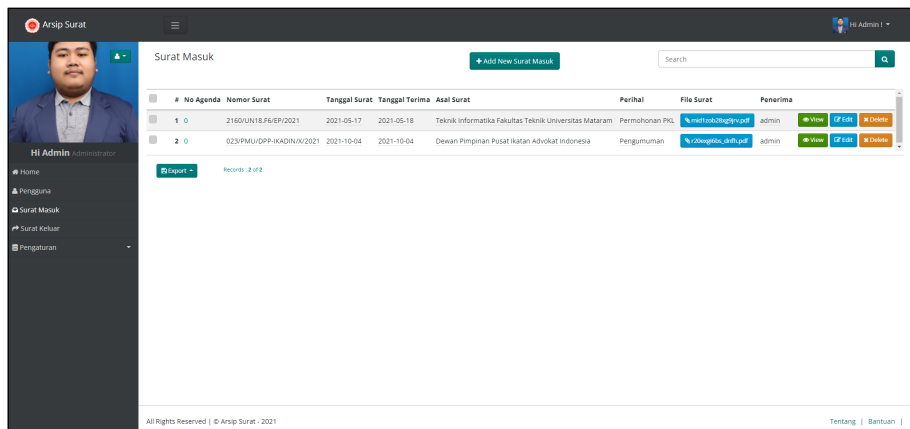 Arsip Surat
Hi Admin !
Surat Masuk
+ Add New Surat Masuk
Search
# No Agenda Nomor Surat Tanggal Surat Tanggal Terima Asal Surat Perihal File Surat Penerima
1 0 2160/UN18.F6/EP/2021 2021-05-17 2021-05-18 Teknik Informatika Fakultas Teknik Universitas Mataram Permohonan PKL mid1zob28xg9jrv.pdf admin View Edit Delete
2 0 023/PMU/DPP-IKADIN/X/2021 2021-10-04 2021-10-04 Dewan Pimpinan Pusat Ikatan Advokat Indonesia Pengumuman admin View Edit Delete
Export Records : 2 of 2
Hi Admin Administrator
Home
Pengguna
Surat Masuk
Surat Keluar
Pengaturan
All Rights Reserved | © Arsip Surat - 2021
Tentang | Bantuan |